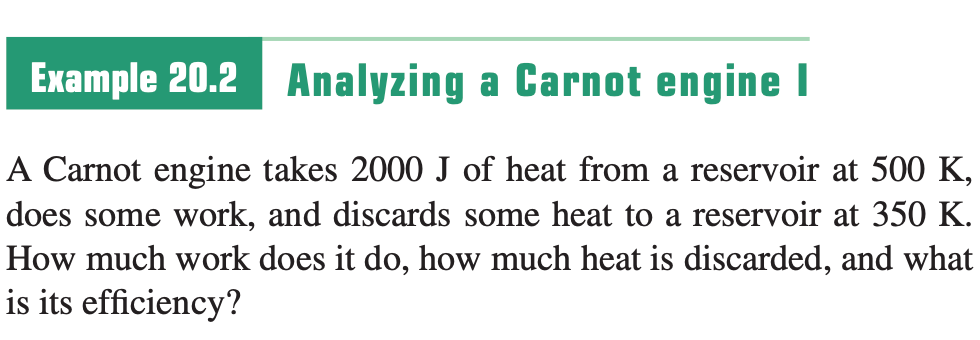 Example 20.2 Analyzing a Carnot engine I
A Carnot engine takes 2000 J of heat from a reservoir at 500 K,
does some work, and discards some heat to a reservoir at 350 K.
How much work does it do, how much heat is discarded, and what
is its efficiency?